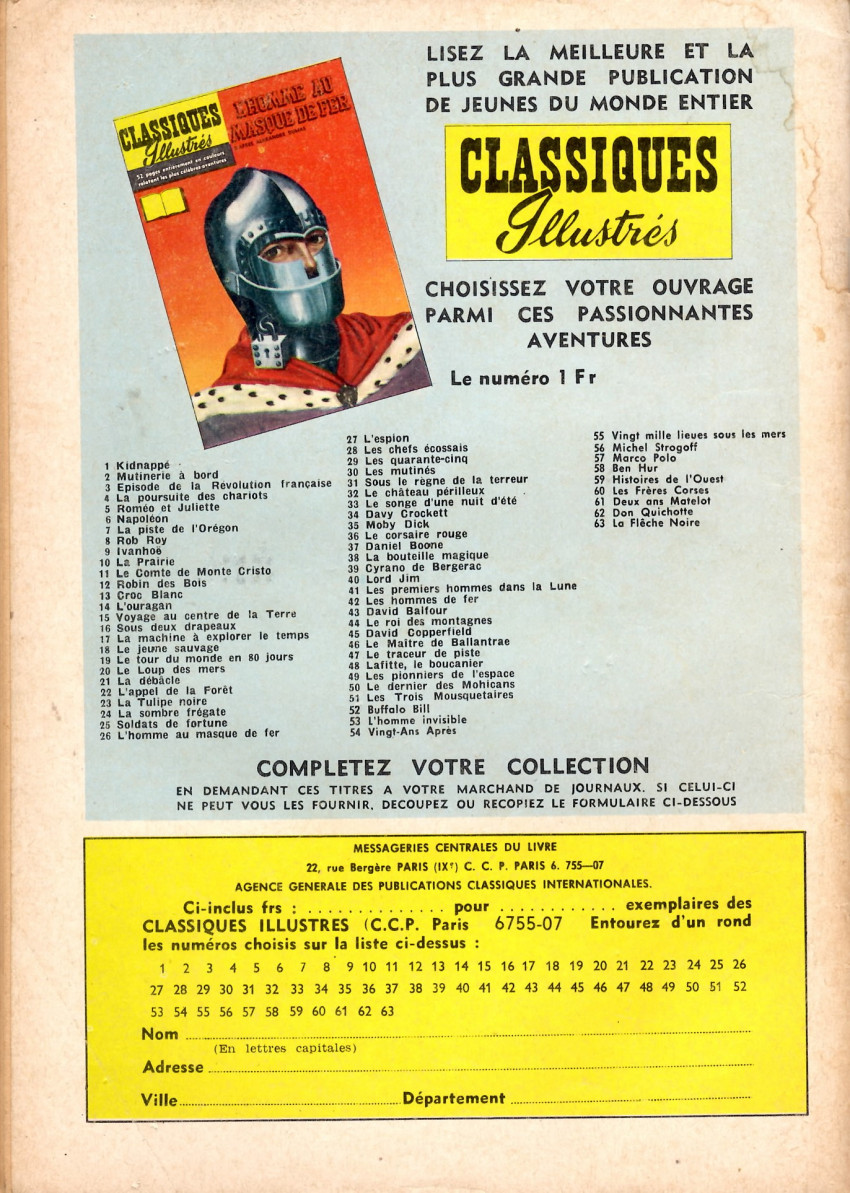 CLASSIQUES
Illustrés
52 pages entièrement en couleurs
relatant les plus célèbres aventures
L'HOMME AU
MASQUE DE FER
D'APRÈS ALEXANDRE DUMAS
LISEZ LA MEILLEURE ET LA
PLUS GRANDE PUBLICATION
DE JEUNES DU MONDE ENTIER
CLASSIQUES
Illustrés
CHOISISSEZ VOTRE OUVRAGE
PARMI CES PASSIONNANTES
AVENTURES
Le numéro 1 Fr
1 Kidnappé
2 Mutinerie à bord
3 Episode de la Révolution française
4 La poursuite des chariots
5 Roméo et Juliette
6 Napoléon
7 La piste de l'Orégon
8 Rob Roy
9 Ivanhoë
10 La Prairie
11 Le Comte de Monte Cristo
12 Robin des Bois
13 Croc Blanc
14 L'ouragan
15 Voyage au centre de la Terre
16 Sous deux drapeaux
17 La machine à explorer le temps
18 Le jeune sauvage
19 Le tour du monde en 80 jours
20 Le Loup des mers
21 La débâcle
22 L'appel de la Forêt
23 La Tulipe noire
24 La sombre frégate
25 Soldats de fortune
26 L'homme au masque de fer
27 L'espion
28 Les chefs écossais
29 Les quarante-cinq
30 Les mutinés
31 Sous le règne de la terreur
32 Le château périlleux
33 Le songe d'une nuit d'été
34 Davy Crockett
35 Moby Dick
36 Le corsaire rouge
37 Daniel Boone
38 La bouteille magique
39 Cyrano de Bergerac
40 Lord Jim
41 Les premiers hommes dans la Lune
42 Les hommes de fer
43 David Balfour
44 Le roi des montagnes
45 David Copperfield
46 Le Maître de Ballantrae
47 Le traceur de piste
48 Lafitte, le boucanier
49 Les pionniers de l'espace
50 Le dernier des Mohicans
51 Les Trois Mousquetaires
52 Buffalo Bill
53 L'homme invisible
54 Vingt-Ans Après
55 Vingt mille lieues sous les mers
56 Michel Strogoff
57 Marco Polo
58 Ben Hur
59 Histoires de l'Ouest
60 Les Frères Corses
61 Deux ans Matelot
62 Don Quichotte
63 La Flêche Noire
COMPLETEZ VOTRE COLLECTION
EN DEMANDANT CES TITRES A VOTRE MARCHAND DE JOURNAUX. SI CELUI-CI
NE PEUT VOUS LES FOURNIR, DECOUPEZ OU RECOPIEZ LE FORMULAIRE CI-DESSOUS
MESSAGERIES CENTRALES DU LIVRE
22, rue Bergère PARIS (IXe) C. C. P. PARIS 6. 755—07
AGENCE GENERALE DES PUBLICATIONS CLASSIQUES INTERNATIONALES.
Ci-inclus frs : .............. pour ............ exemplaires des
CLASSIQUES ILLUSTRES (C.C.P. Paris 6755-07 Entourez d'un rond
les numéros choisis sur la liste ci-dessus :
1 2 3 4 5 6 7 8 9 10 11 12 13 14 15 16 17 18 19 20 21 22 23 24 25 26
27 28 29 30 31 32 33 34 35 36 37 38 39 40 41 42 43 44 45 46 47 48 49 50 51 52
53 54 55 56 57 58 59 60 61 62 63
Nom
(En lettres capitales)
Adresse
Ville Département